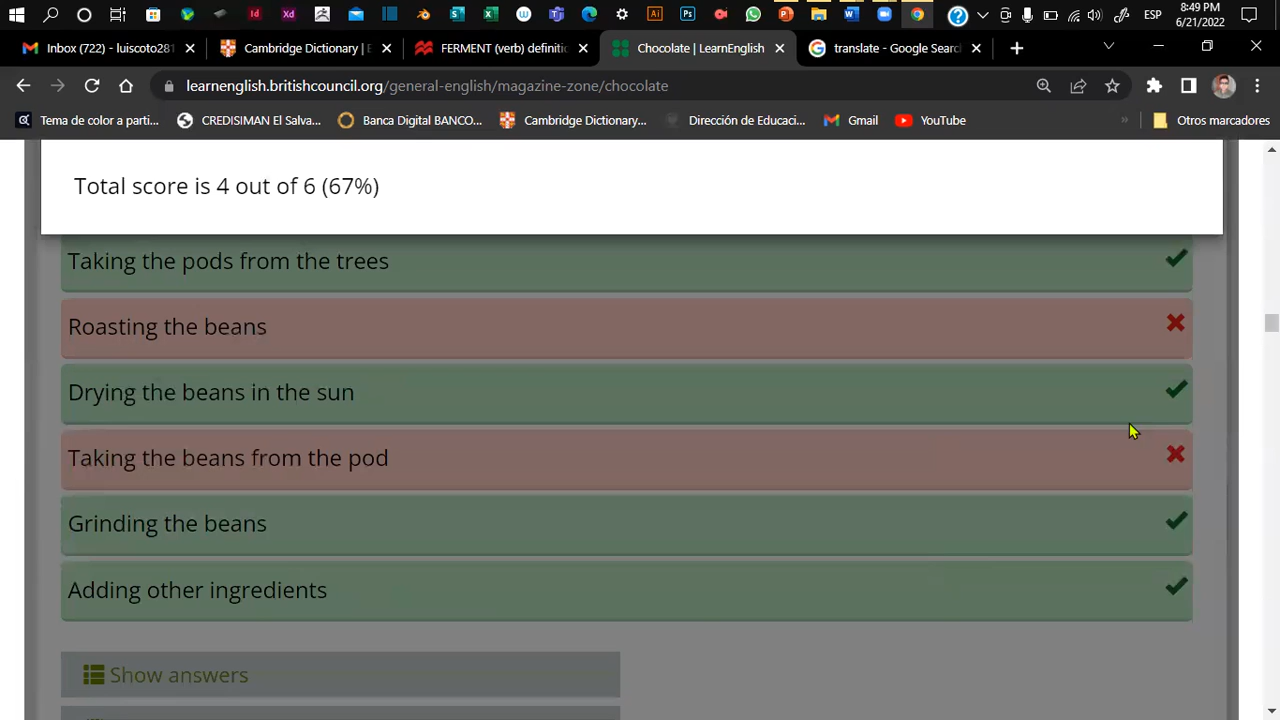 8:49 PM
ESP
6/21/2022
Inbox (722) - luiscoto281
Cambridge Dictionary | E
FERMENT (verb) definitic
Chocolate | LearnEnglish
translate - Google Search
learnenglish.britishcouncil.org/general-english/magazine-zone/chocolate
Tema de color a parti...
CREDISIMAN El Salva...
Banca Digital BANCO...
Cambridge Dictionary...
Dirección de Educaci...
Gmail
YouTube
»
Otros marcadores
Total score is 4 out of 6 (67%)
Taking the pods from the trees
Roasting the beans
Drying the beans in the sun
Taking the beans from the pod
Grinding the beans
Adding other ingredients
Show answers